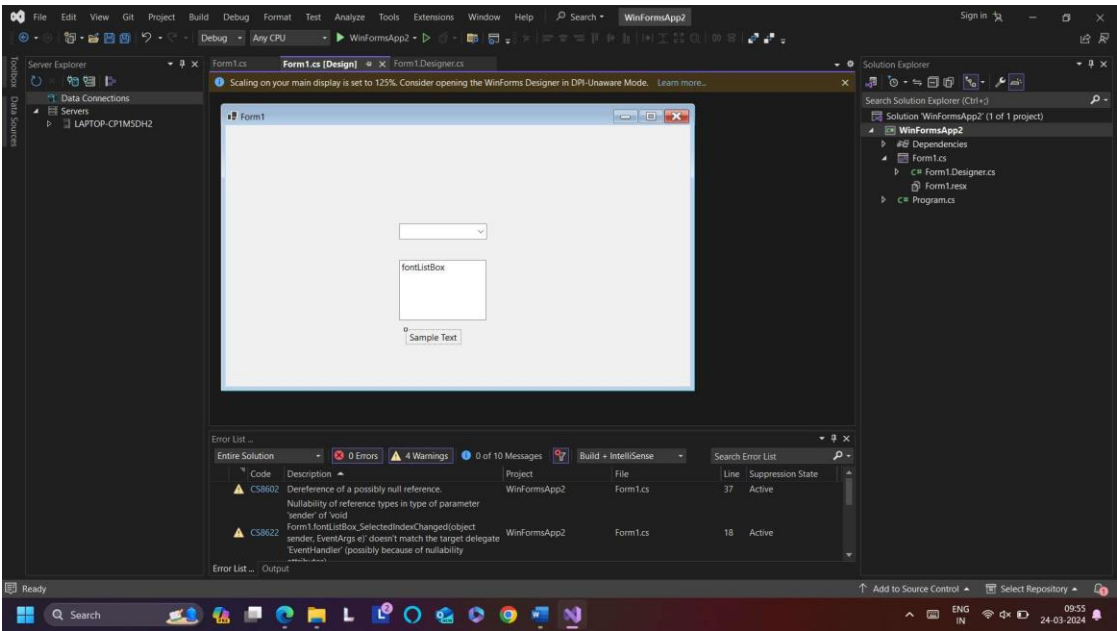 File Edit View Git Project Build Debug Format Test Analyze Tools Extensions Window Help Search WinFormsApp2 Sign in
Debug Any CPU WinFormsApp2
Toolbox
Data Sources
Server Explorer
Data Connections
Servers
LAPTOP-CP1M5DH2
Form1.cs Form1.cs [Design] Form1.Designer.cs
Scaling on your main display is set to 125%. Consider opening the WinForms Designer in DPI-Unaware Mode. Learn more...
Form1
fontListBox
Sample Text
Solution Explorer
Search Solution Explorer (Ctrl+;)
Solution 'WinFormsApp2' (1 of 1 project)
WinFormsApp2
Dependencies
Form1.cs
C# Form1.Designer.cs
Form1.resx
C# Program.cs
Error List ...
Entire Solution 0 Errors 4 Warnings 0 of 10 Messages Build + IntelliSense Search Error List
Code Description Project File Line Suppression State
CS8602 Dereference of a possibly null reference. WinFormsApp2 Form1.cs 37 Active
Nullability of reference types in type of parameter
'sender' of 'void
Form1.fontListBox_SelectedIndexChanged(object
CS8622 sender, EventArgs e)' doesn't match the target delegate WinFormsApp2 Form1.cs 18 Active
'EventHandler' (possibly because of nullability
Error List ... Output
Ready Add to Source Control Select Repository
Search ENG 09:55
IN 24-03-2024